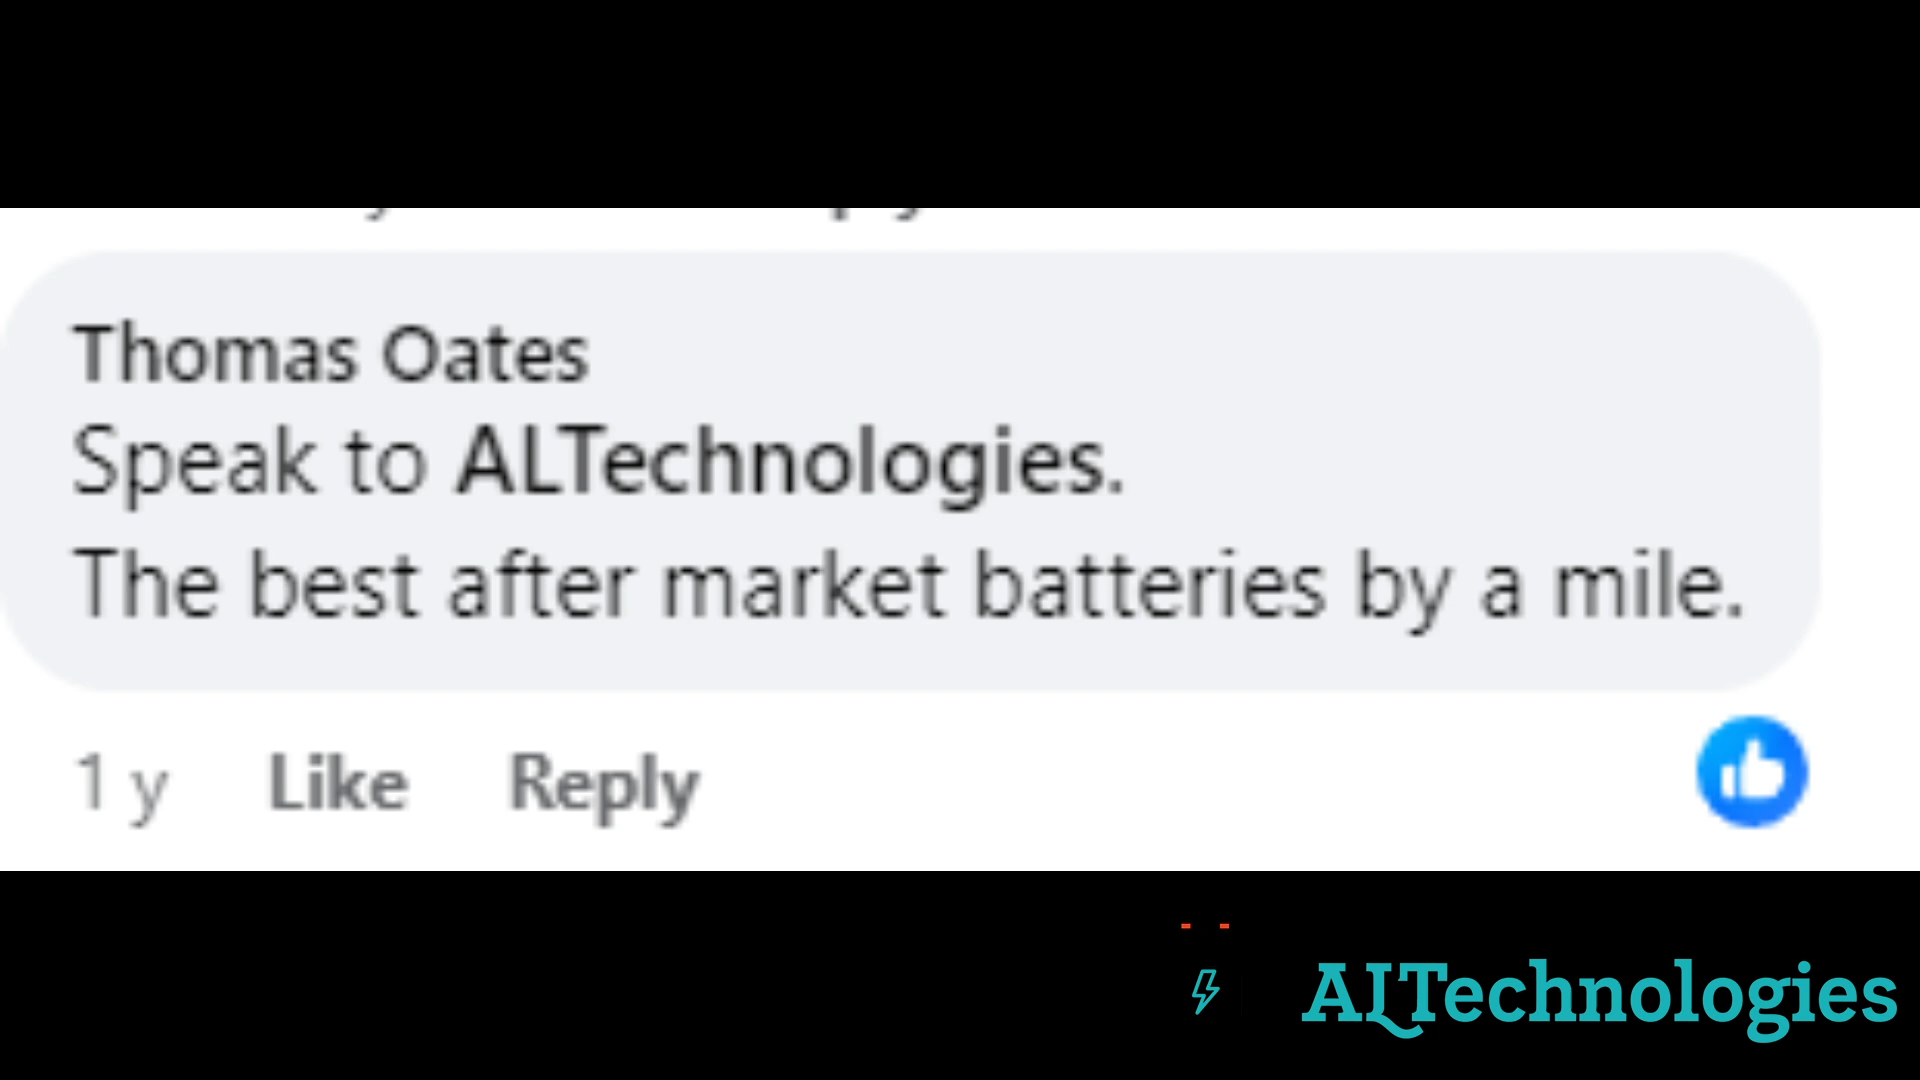 Thomas Oates
Speak to ALTechnologies.
The best after market batteries by a mile.
1 y Like Reply
ALTechnologies